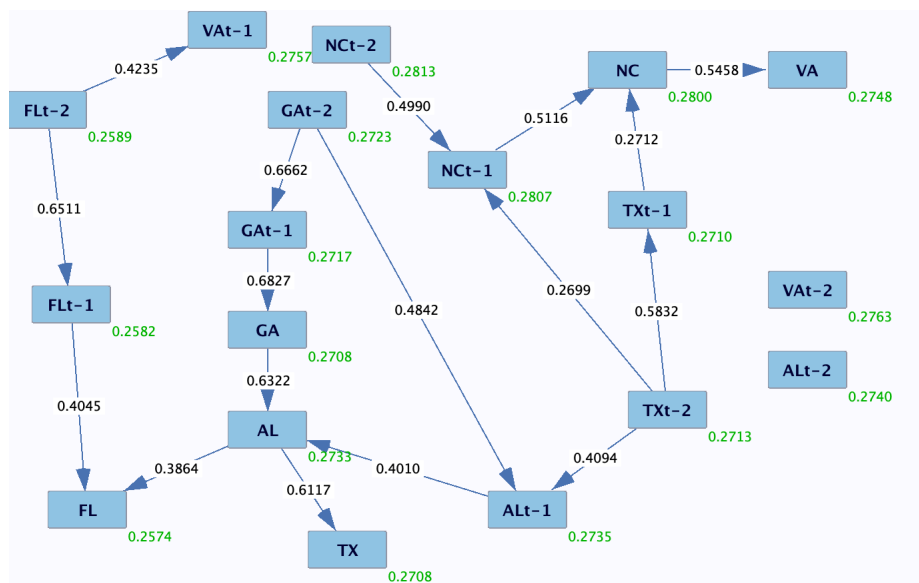 VAt-1
0.2757
NCt-2
0.2813
NC
0.2800
0.5458
VA
0.2748
0.4235
FLt-2
0.2589
GAt-2
0.2723
0.4990
0.5116
0.2712
NCt-1
0.2807
0.6662
0.6511
TXt-1
0.2710
GAt-1
0.2717
0.6827
FLt-1
0.2582
0.2699
VAt-2
0.2763
0.4842
0.5832
GA
0.2708
0.6322
ALt-2
0.2740
0.4045
TXt-2
0.2713
AL
0.2733
0.3864
0.4010
0.4094
0.6117
FL
0.2574
ALt-1
0.2735
TX
0.2708